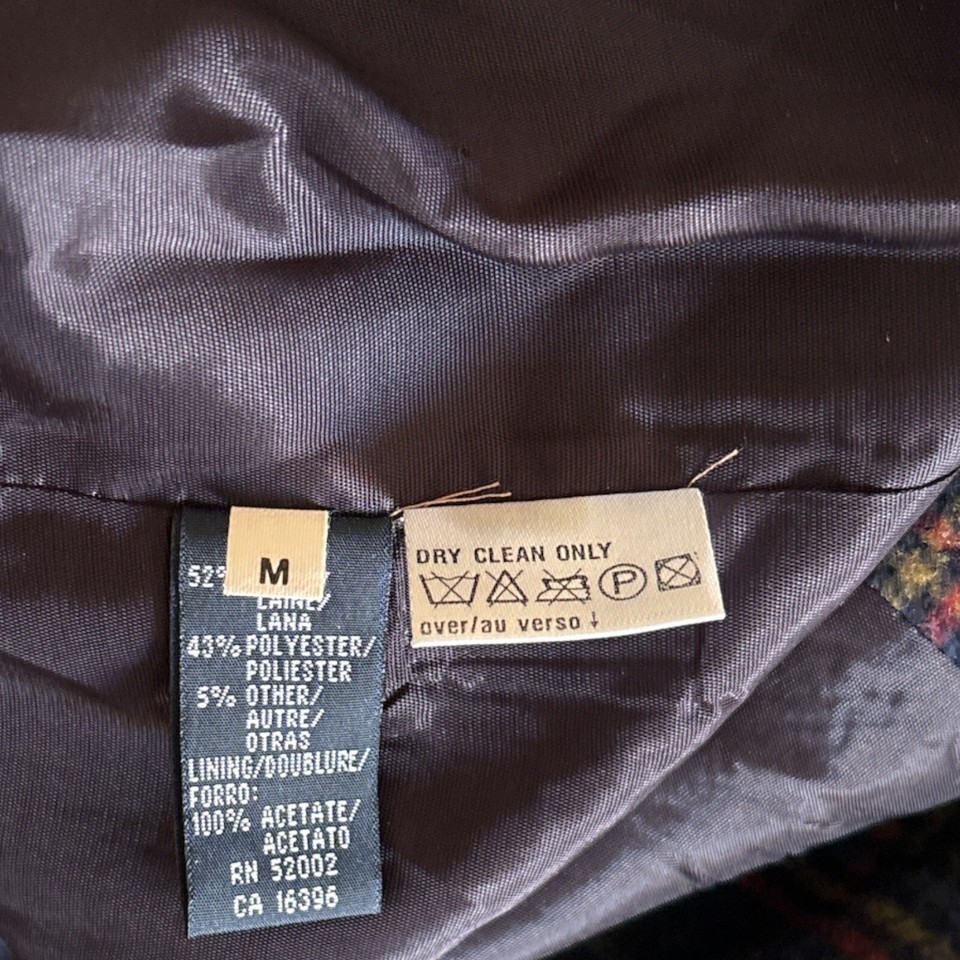 M
52%
LAINE/
LANA
43% POLYESTER/
POLIESTER
5% OTHER/
AUTRE/
OTRAS
LINING/DOUBLURE/
FORRO:
100% ACETATE/
ACETATO
RN 52002
CA 16396
DRY CLEAN ONLY
P
over/au verso ↓